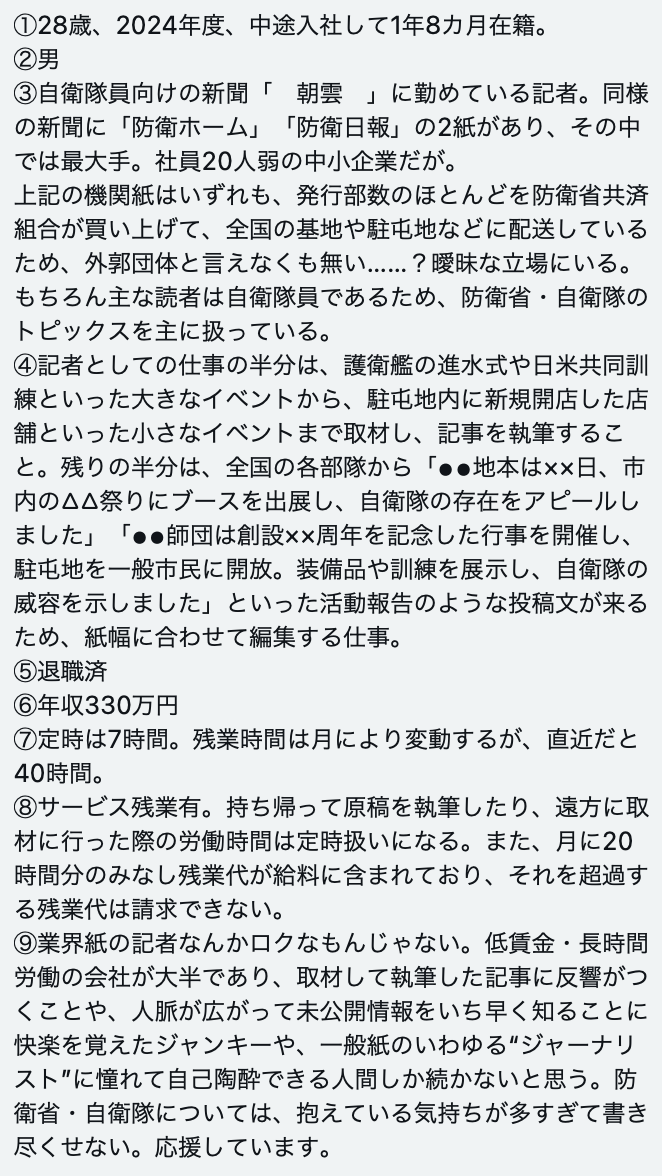 ①28歳、2024年度、中途入社して1年8カ月在籍。
②男
③自衛隊員向けの新聞「　朝雲　」に勤めている記者。同様
の新聞に「防衛ホーム」「防衛日報」の2紙があり、その中
では最大手。社員20人弱の中小企業だが。
上記の機関紙はいずれも、発行部数のほとんどを防衛省共済
組合が買い上げて、全国の基地や駐屯地などに配送している
ため、外郭団体と言えなくも無い……？曖昧な立場にいる。
もちろん主な読者は自衛隊員であるため、防衛省・自衛隊の
トピックスを主に扱っている。
④記者としての仕事の半分は、護衛艦の進水式や日米共同訓
練といった大きなイベントから、駐屯地内に新規開店した店
舗といった小さなイベントまで取材し、記事を執筆するこ
と。残りの半分は、全国の各部隊から「●●地本は××日、市
内の△△祭りにブースを出展し、自衛隊の存在をアピールし
ました」「●●師団は創設××周年を記念した行事を開催し、
駐屯地を一般市民に開放。装備品や訓練を展示し、自衛隊の
威容を示しました」といった活動報告のような投稿文が来る
ため、紙幅に合わせて編集する仕事。
⑤退職済
⑥年収330万円
⑦定時は7時間。残業時間は月により変動するが、直近だと
40時間。
⑧サービス残業有。持ち帰って原稿を執筆したり、遠方に取
材に行った際の労働時間は定時扱いになる。また、月に20
時間分のみなし残業代が給料に含まれており、それを超過す
る残業代は請求できない。
⑨業界紙の記者なんかロクなもんじゃない。低賃金・長時間
労働の会社が大半であり、取材して執筆した記事に反響がつ
くことや、人脈が広がって未公開情報をいち早く知ることに
快楽を覚えたジャンキーや、一般紙のいわゆる“ジャーナリ
スト”に憧れて自己陶酔できる人間しか続かないと思う。防
衛省・自衛隊については、抱えている気持ちが多すぎて書き
尽くせない。応援しています。